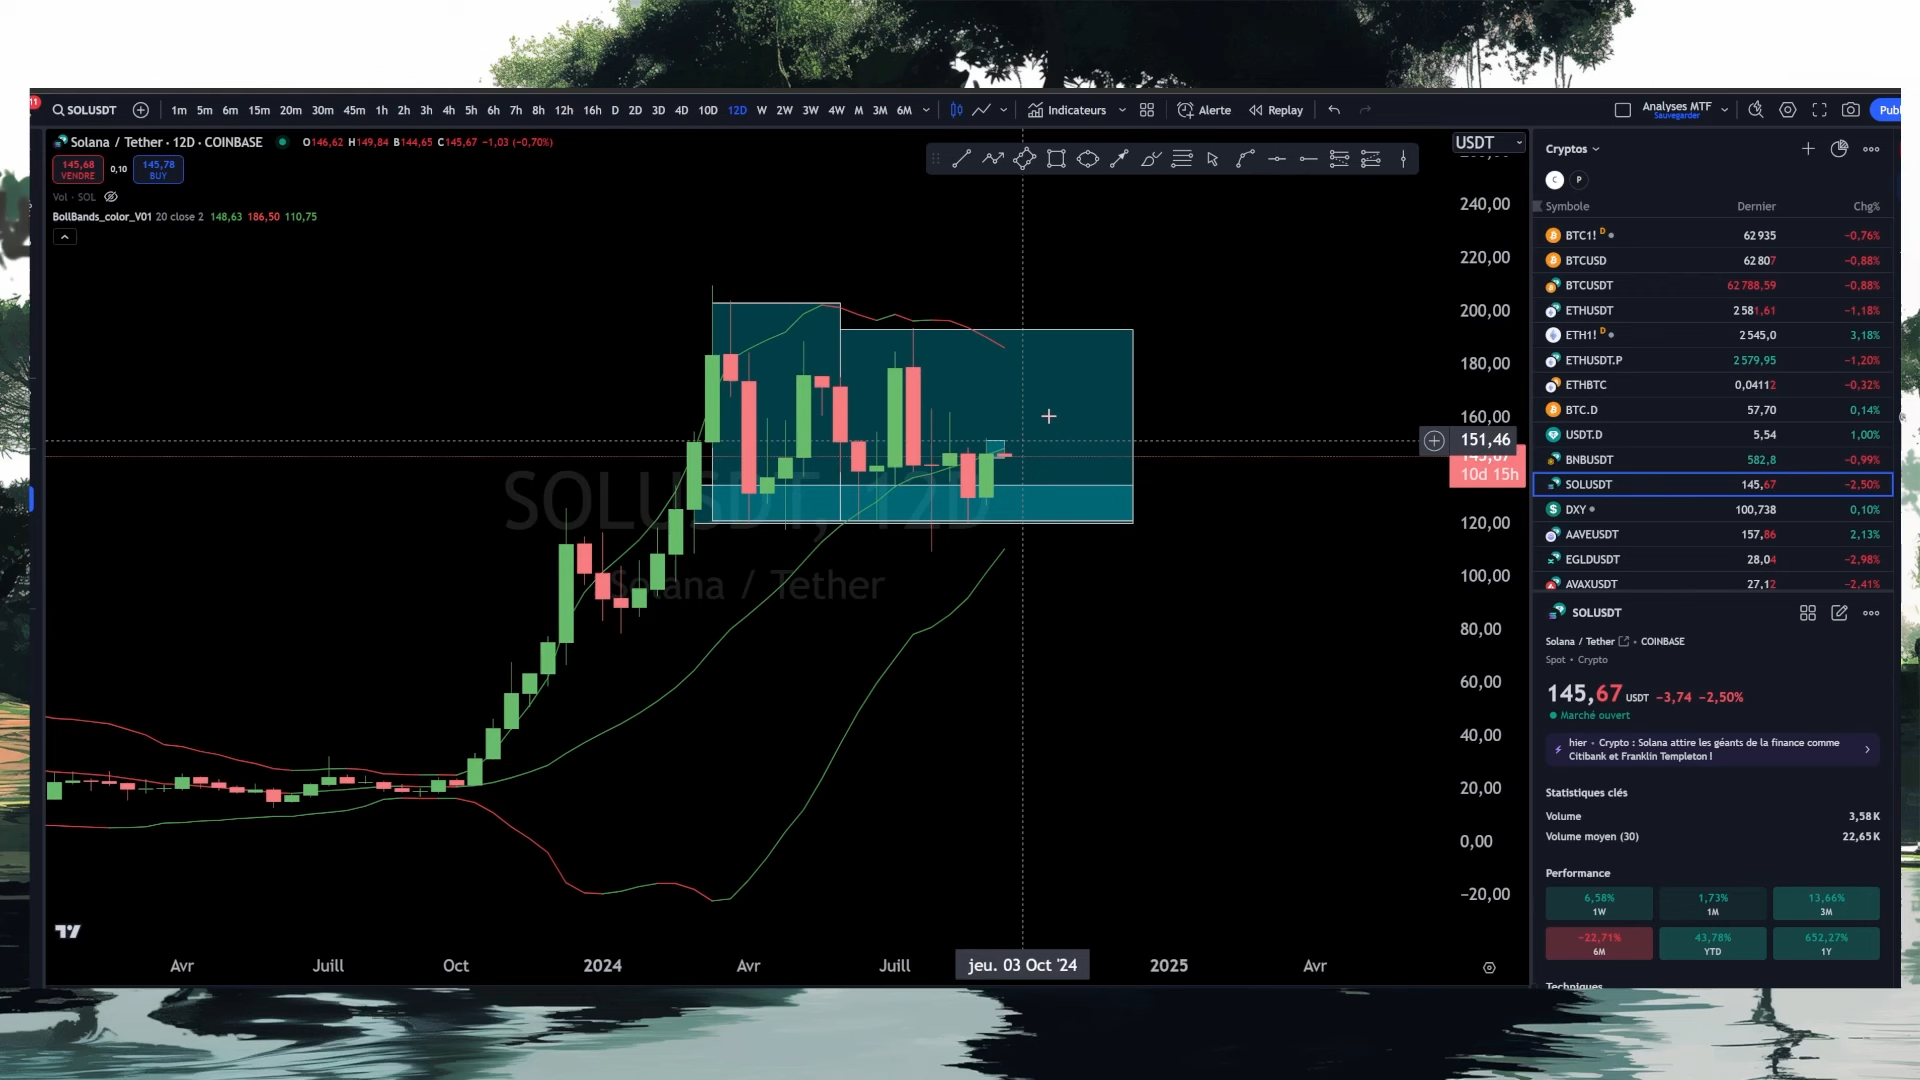 11
SOLUSDT 1m 5m 6m 15m 20m 30m 45m 1h 2h 3h 4h 5h 6h 7h 8h 12h 16h D 2D 3D 4D 10D 12D W 2W 3W 4W M 3M 6M Indicateurs Alerte Replay Analyses MTF Publ
Sauvegarder
Solana / Tether · 12D · COINBASE O146,62 H149,84 B144,65 C145,67 −1,03 (−0,70%)
145,68 0,10 145,78
VENDRE BUY
Vol · SOL
BollBands_color_V01 20 close 2 148,63 186,50 110,75
USDT
240,00
220,00
200,00
180,00
160,00
151,46
10d 15h
120,00
100,00
80,00
60,00
40,00
20,00
0,00
−20,00
SOLUSDT, 12D
Solana / Tether
Avr Juill Oct 2024 Avr Juill jeu. 03 Oct '24 2025 Avr
Cryptos
C P
Symbole Dernier Chg%
BTC1! D 62 935 −0,76%
BTCUSD 62 807 −0,88%
BTCUSDT 62 788,59 −0,88%
ETHUSDT 2 581,61 −1,18%
ETH1! D 2 545,0 3,18%
ETHUSDT.P 2 579,95 −1,20%
ETHBTC 0,04112 −0,32%
BTC.D 57,70 0,14%
USDT.D 5,54 1,00%
BNBUSDT 582,8 −0,99%
SOLUSDT 145,67 −2,50%
DXY 100,738 0,10%
AAVEUSDT 157,86 2,13%
EGLDUSDT 28,04 −2,98%
AVAXUSDT 27,12 −2,41%
SOLUSDT
Solana / Tether • COINBASE
Spot • Crypto
145,67 USDT −3,74 −2,50%
Marché ouvert
hier • Crypto : Solana attire les géants de la finance comme
Citibank et Franklin Templeton !
Statistiques clés
Volume 3,58 K
Volume moyen (30) 22,65 K
Performance
6,58% 1,73% 13,66%
1W 1M 3M
−22,71% 43,78% 652,27%
6M YTD 1Y
Techniques